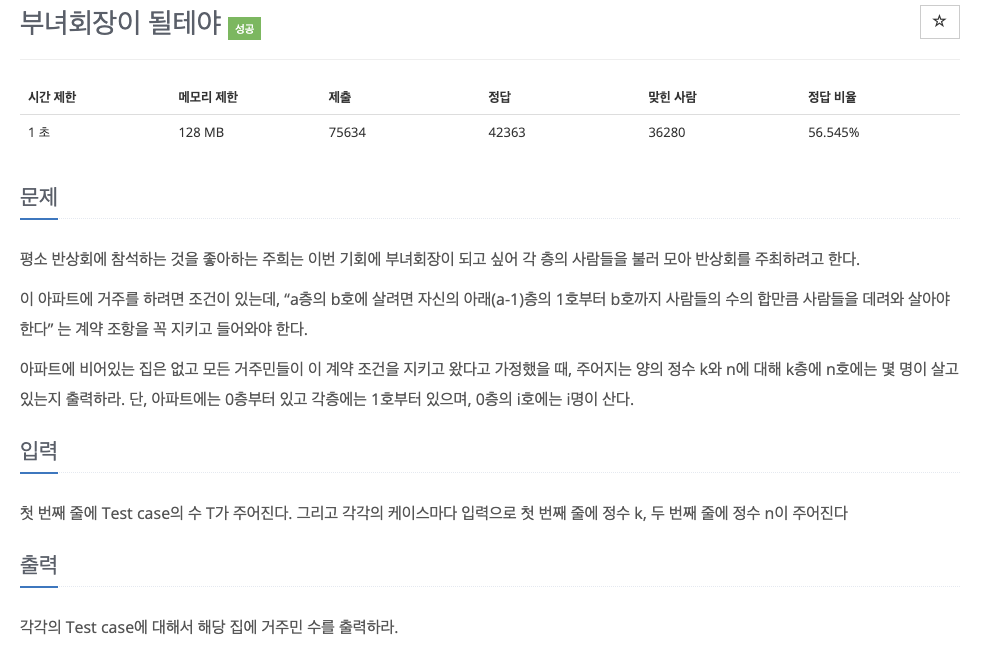 부녀회장이 될테야 성공
☆
시간 제한 메모리 제한 제출 정답 맞힌 사람 정답 비율
1 초 128 MB 75634 42363 36280 56.545%
문제
평소 반상회에 참석하는 것을 좋아하는 주희는 이번 기회에 부녀회장이 되고 싶어 각 층의 사람들을 불러 모아 반상회를 주최하려고 한다.
이 아파트에 거주를 하려면 조건이 있는데, “a층의 b호에 살려면 자신의 아래(a-1)층의 1호부터 b호까지 사람들의 수의 합만큼 사람들을 데려와 살아야
한다” 는 계약 조항을 꼭 지키고 들어와야 한다.
아파트에 비어있는 집은 없고 모든 거주민들이 이 계약 조건을 지키고 왔다고 가정했을 때, 주어지는 양의 정수 k와 n에 대해 k층에 n호에는 몇 명이 살고
있는지 출력하라. 단, 아파트에는 0층부터 있고 각층에는 1호부터 있으며, 0층의 i호에는 i명이 산다.
입력
첫 번째 줄에 Test case의 수 T가 주어진다. 그리고 각각의 케이스마다 입력으로 첫 번째 줄에 정수 k, 두 번째 줄에 정수 n이 주어진다
출력
각각의 Test case에 대해서 해당 집에 거주민 수를 출력하라.